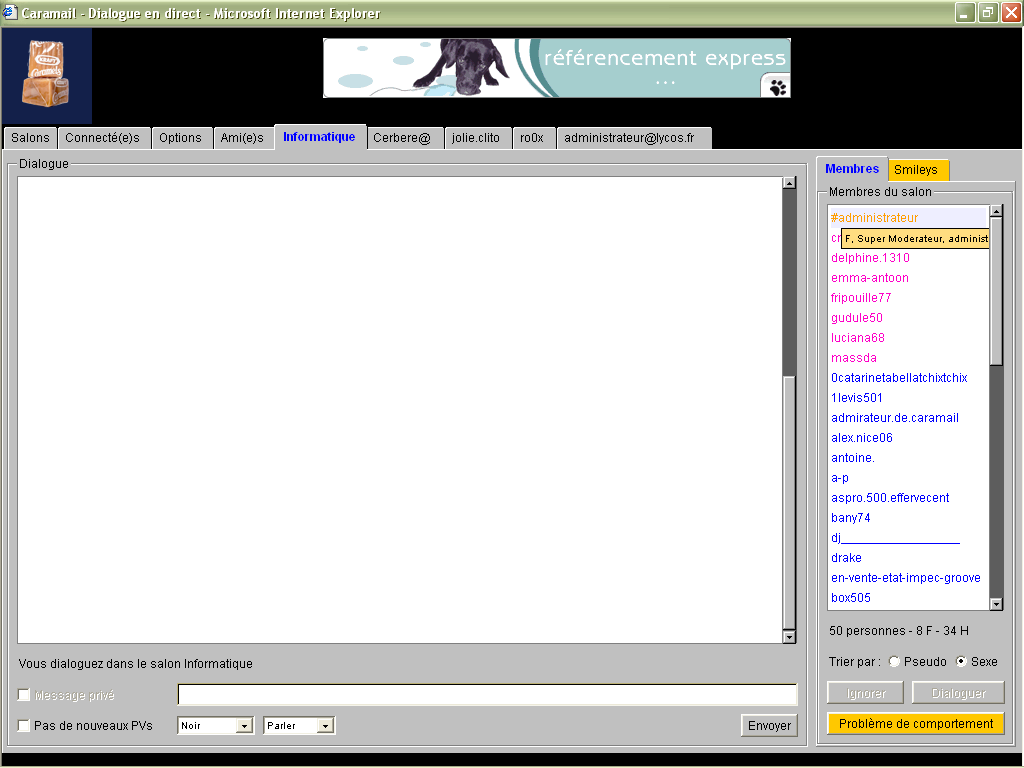 Caramail - Dialogue en direct - Microsoft Internet Explorer
KRAFT
Caramels
référencement express
...
Salons
Connecté(e)s
Options
Ami(e)s
Informatique
Cerbere@
jolie.clito
ro0x
administrateur@lycos.fr
Dialogue
Membres
Smileys
Membres du salon
#administrateur
F, Super Moderateur, administ
delphine.1310
emma-antoon
fripouille77
gudule50
luciana68
massda
0catarinetabellatchixtchix
1levis501
admirateur.de.caramail
alex.nice06
antoine.
a-p
aspro.500.effervecent
bany74
dj__________________
drake
en-vente-etat-impec-groove
box505
50 personnes - 8 F - 34 H
Trier par : Pseudo Sexe
Ignorer
Dialoguer
Problème de comportement
Vous dialoguez dans le salon Informatique
Message privé
Pas de nouveaux PVs
Noir
Parler
Envoyer